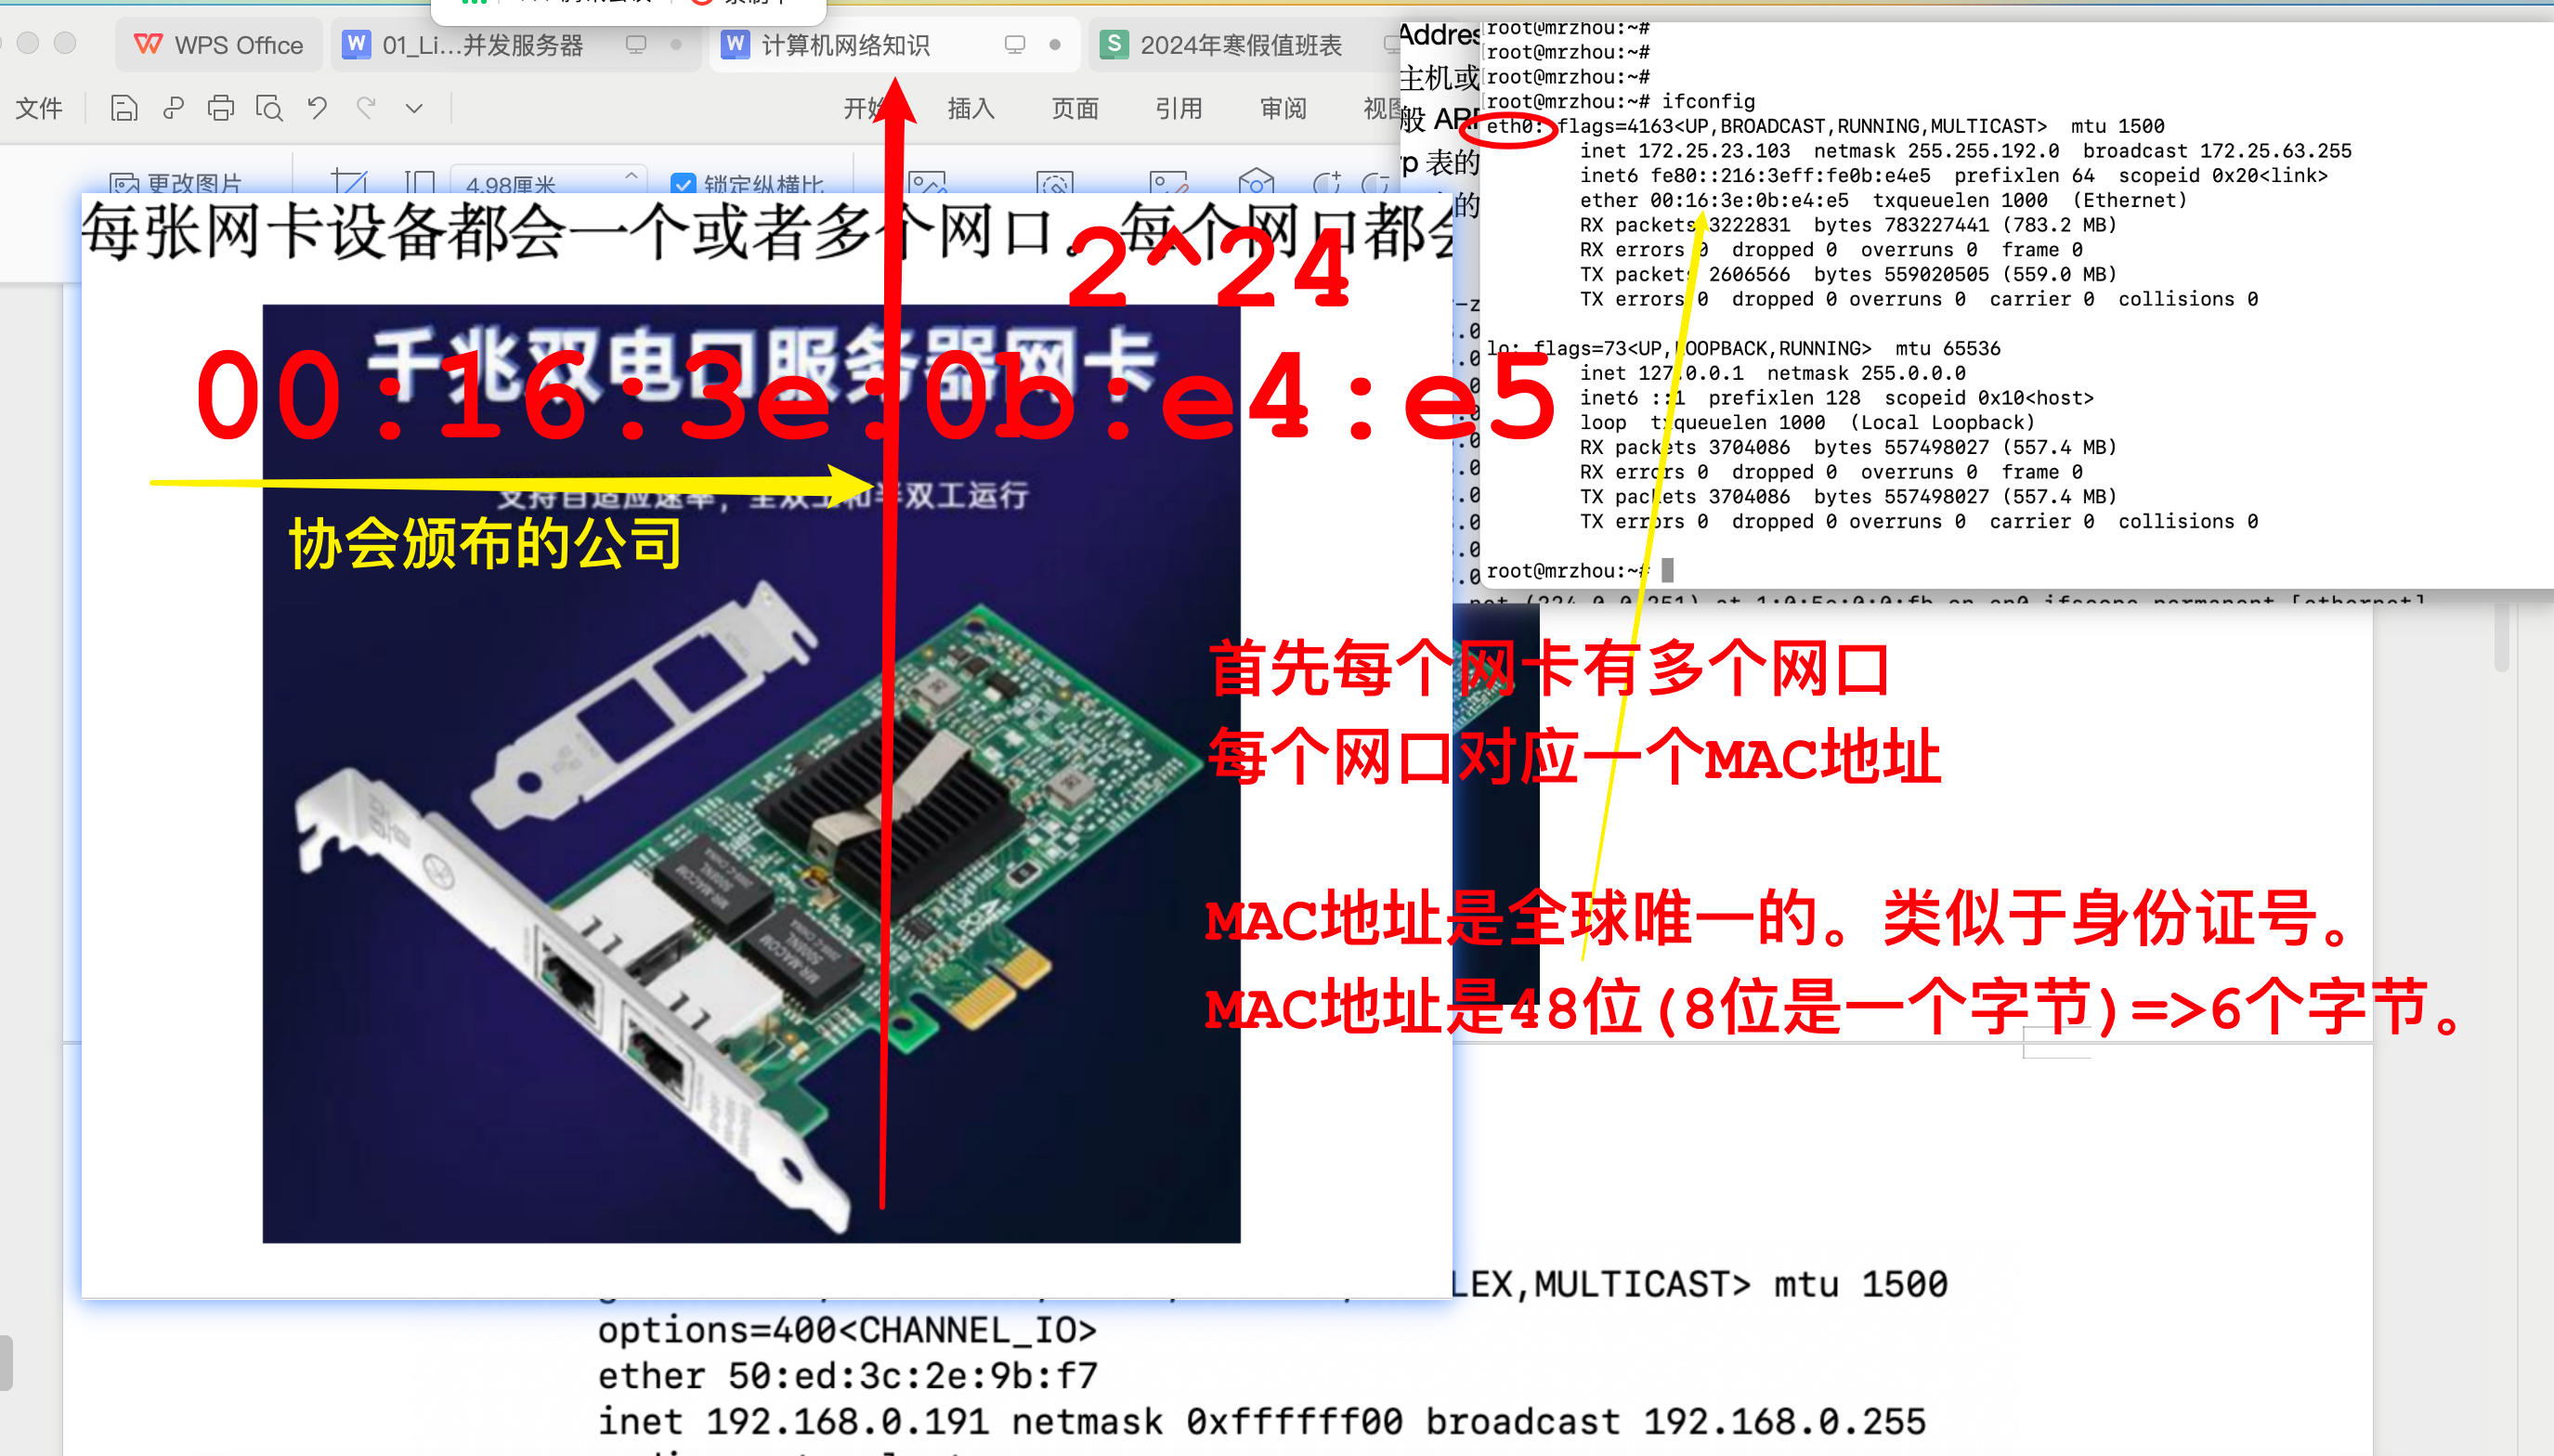 WPS Office
01_Li...并发服务器
计算机网络知识
2024年寒假值班表
文件
开始
插入
页面
引用
审阅
视图
更改图片
4.98厘米
锁定纵横比
每张网卡设备都会一个或者多个网口。每个网口都会
2^24
千兆双电口服务器网卡
00:16:3e:0b:e4:e5
支持自适应速率，全双工和半双工运行
协会颁布的公司
主机或
般 ARP
表的
的
root@mrzhou:~#
root@mrzhou:~#
root@mrzhou:~#
root@mrzhou:~# ifconfig
eth0: flags=4163<UP,BROADCAST,RUNNING,MULTICAST>  mtu 1500
inet 172.25.23.103  netmask 255.255.192.0  broadcast 172.25.63.255
inet6 fe80::216:3eff:fe0b:e4e5  prefixlen 64  scopeid 0x20<link>
ether 00:16:3e:0b:e4:e5  txqueuelen 1000  (Ethernet)
RX packets 3222831  bytes 783227441 (783.2 MB)
RX errors 0  dropped 0  overruns 0  frame 0
TX packets 2606566  bytes 559020505 (559.0 MB)
TX errors 0  dropped 0 overruns 0  carrier 0  collisions 0
lo: flags=73<UP,LOOPBACK,RUNNING>  mtu 65536
inet 127.0.0.1  netmask 255.0.0.0
inet6 ::1  prefixlen 128  scopeid 0x10<host>
loop  txqueuelen 1000  (Local Loopback)
RX packets 3704086  bytes 557498027 (557.4 MB)
RX errors 0  dropped 0  overruns 0  frame 0
TX packets 3704086  bytes 557498027 (557.4 MB)
TX errors 0  dropped 0 overruns 0  carrier 0  collisions 0
root@mrzhou:~#
首先每个网卡有多个网口
每个网口对应一个MAC地址
MAC地址是全球唯一的。类似于身份证号。
MAC地址是48位(8位是一个字节)=>6个字节。
LEX,MULTICAST> mtu 1500
options=400<CHANNEL_IO>
ether 50:ed:3c:2e:9b:f7
inet 192.168.0.191 netmask 0xffffff00 broadcast 192.168.0.255